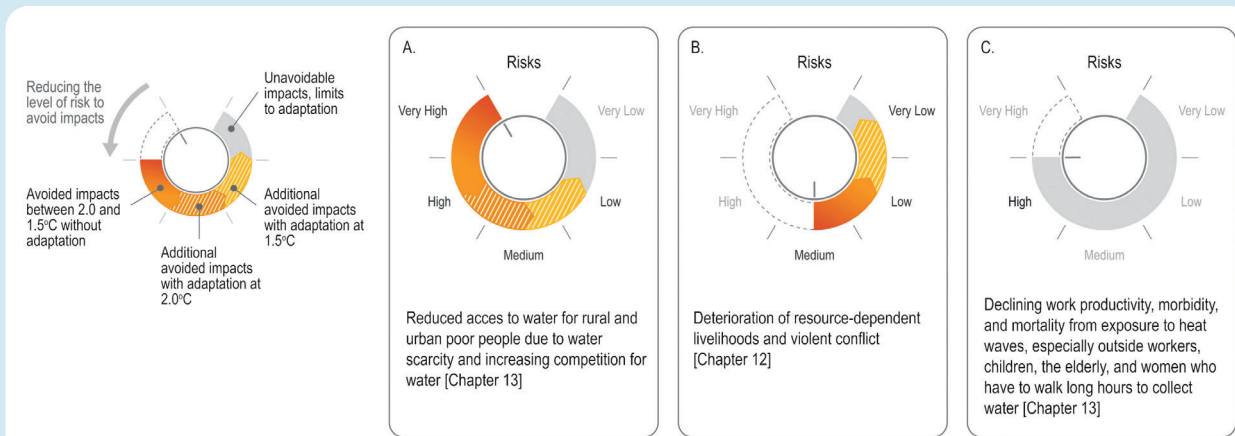 Reducing the
level of risk to
avoid impacts
Unavoidable
impacts, limits
to adaptation
Avoided impacts
between 2.0 and
1.5°C without
adaptation
Additional
avoided impacts
with adaptation at
2.0°C
Additional
avoided impacts
with adaptation at
1.5°C
A.
Risks
Very High
Very Low
High
Low
Medium
Reduced acces to water for rural and
urban poor people due to water
scarcity and increasing competition for
water [Chapter 13]
B.
Risks
Very High
Very Low
High
Low
Medium
Deterioration of resource-dependent
livelihoods and violent conflict
[Chapter 12]
C.
Risks
Very High
Very Low
High
Low
Medium
Declining work productivity, morbidity,
and mortality from exposure to heat
waves, especially outside workers,
children, the elderly, and women who
have to walk long hours to collect
water [Chapter 13]